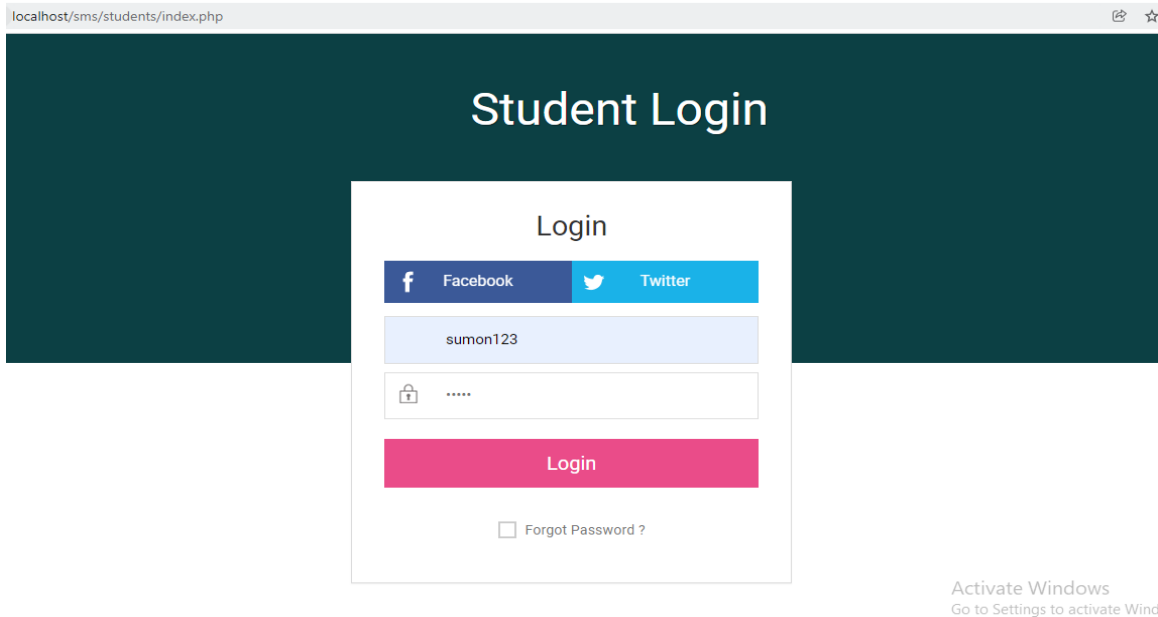 localhost/sms/students/index.php
Student Login
Login
Facebook Twitter
sumon123
•••••
Login
Forgot Password ?
Activate Windows
Go to Settings to activate Wind